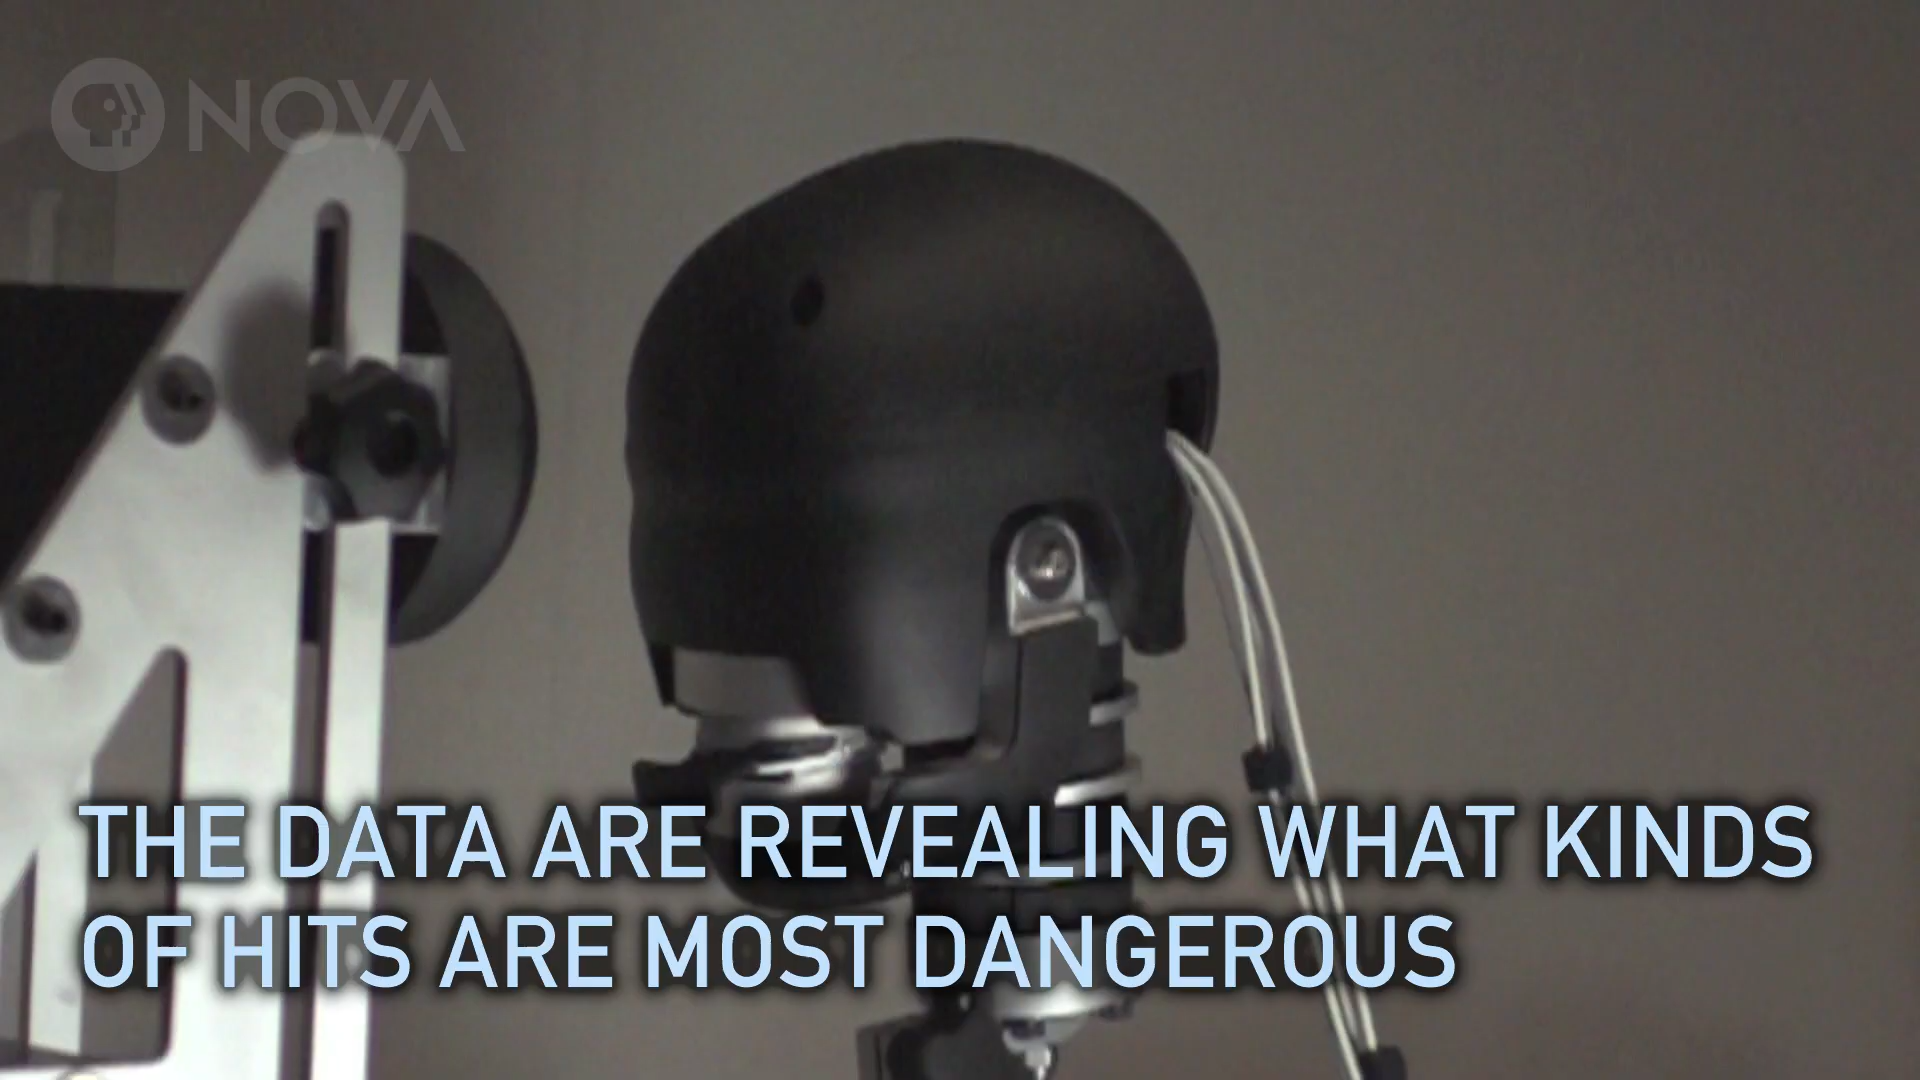 NOVA
THE DATA ARE REVEALING WHAT KINDS
OF HITS ARE MOST DANGEROUS